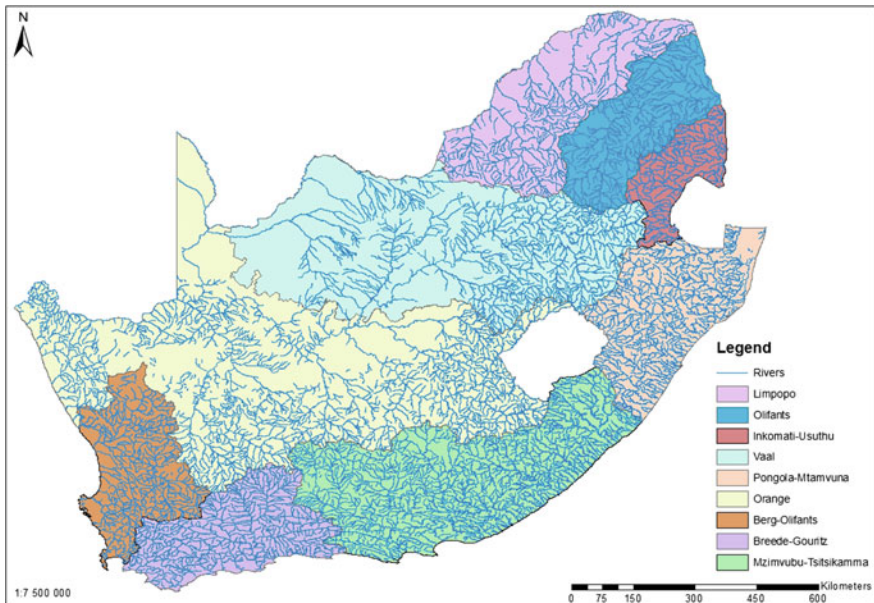 N
Legend
Rivers
Limpopo
Olifants
Inkomati-Usuthu
Vaal
Pongola-Mtamvuna
Orange
Berg-Olifants
Breede-Gouritz
Mzimvubu-Tsitsikamma
1:7 500 000
Kilometers
0 75 150 300 450 600